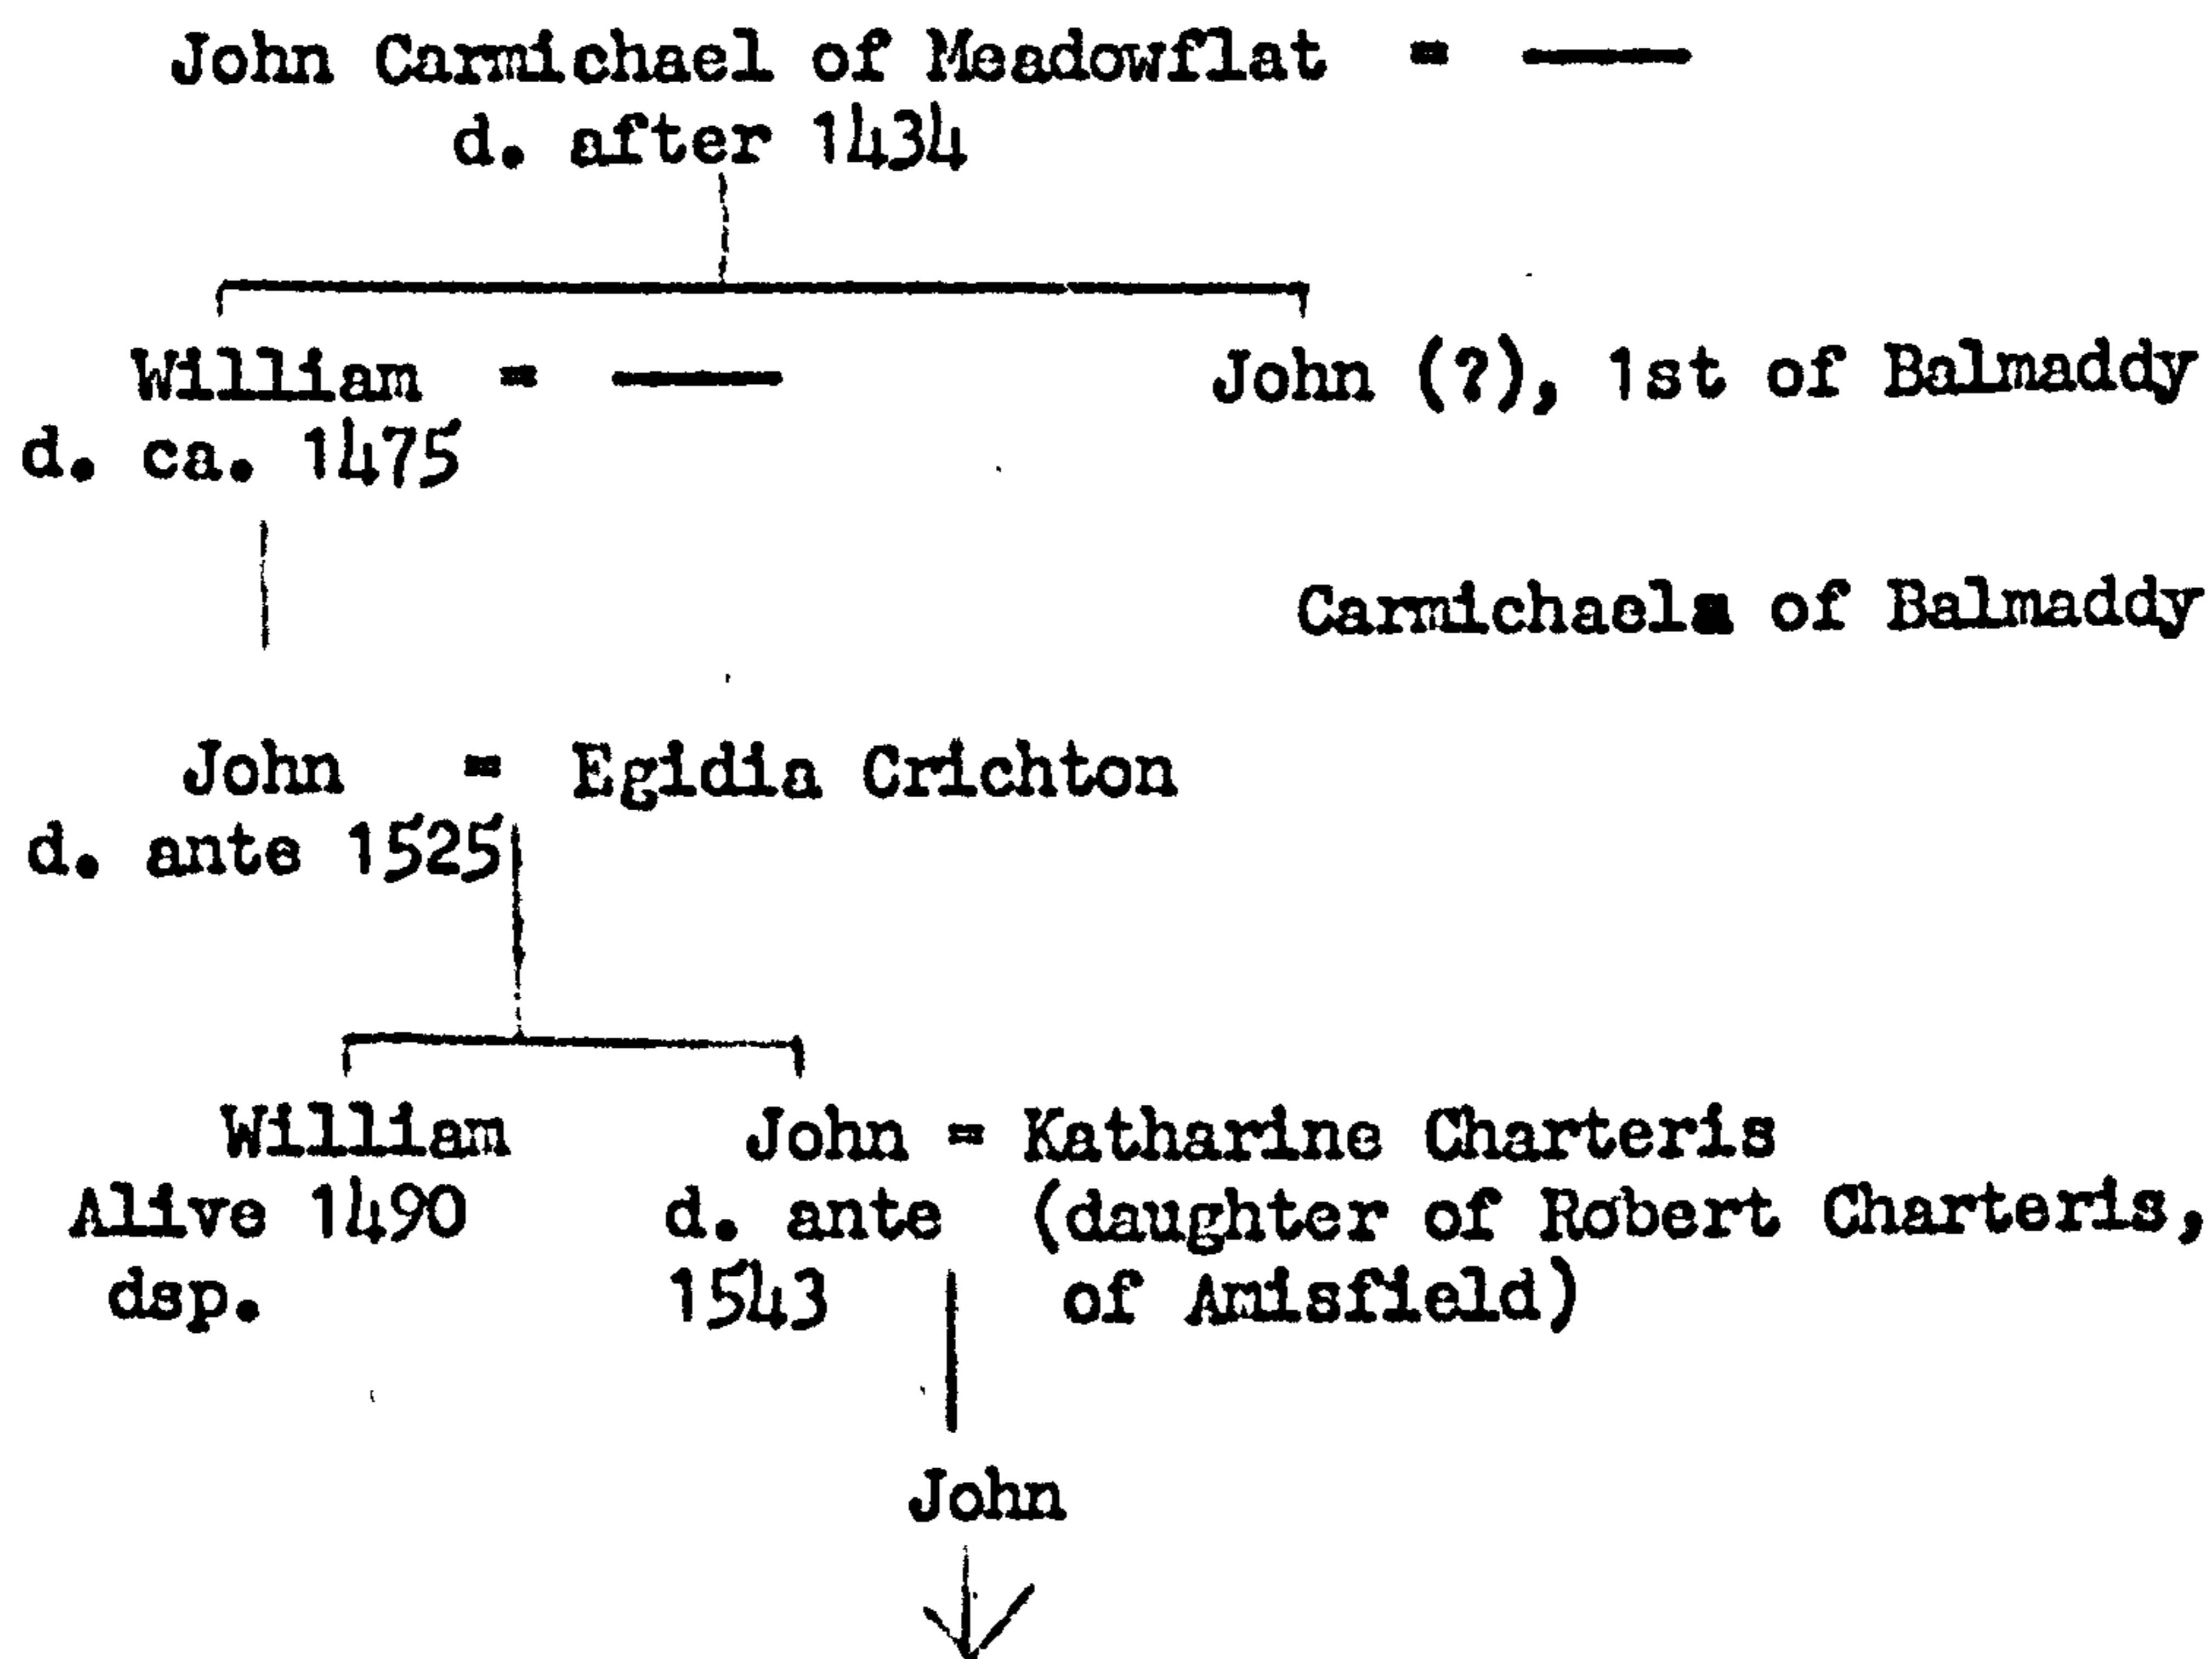 John Carmichael of Meadowflat = —
d. after 1434
William = — John (?), 1st of Balmaddy
d. ca. 1475
Carmichaels of Balmaddy
John = Egidia Crichton
d. ante 1525
William John = Katharine Charteris
Alive 1490 d. ante (daughter of Robert Charteris,
dsp. 1543 of Amisfield)
John